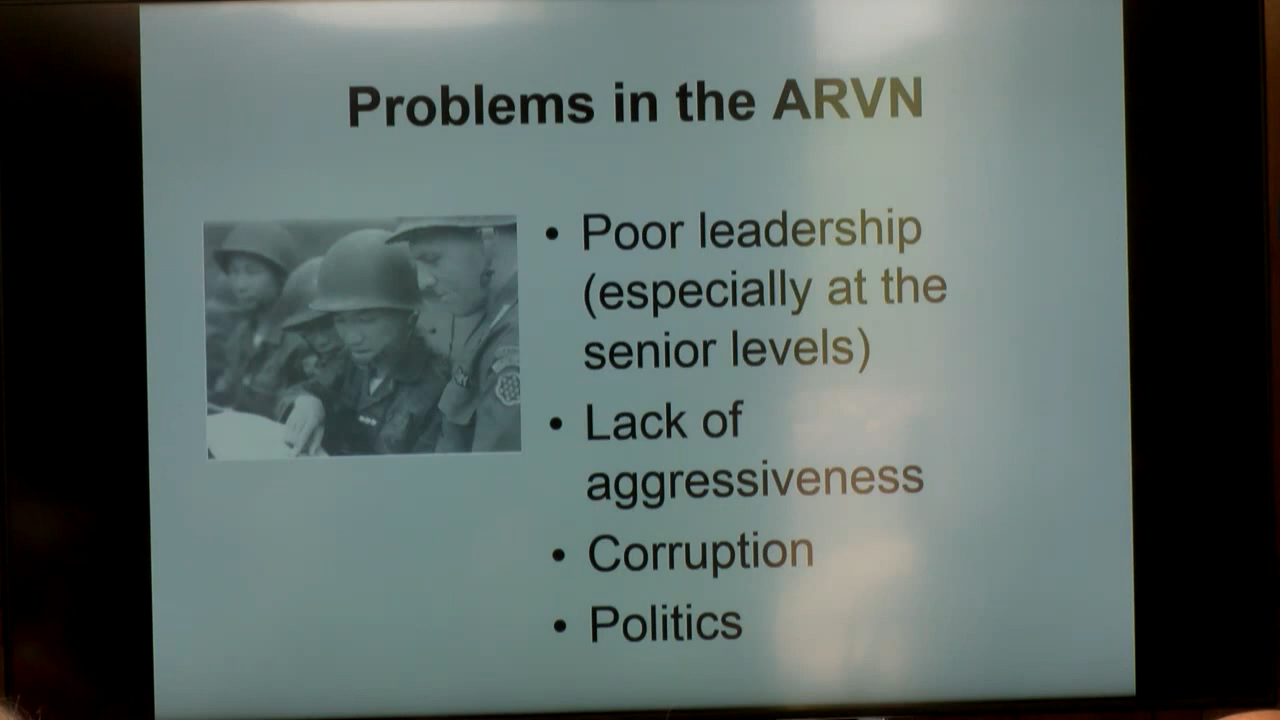 Problems in the ARVN
• Poor leadership
(especially at the
senior levels)
• Lack of
aggressiveness
• Corruption
• Politics